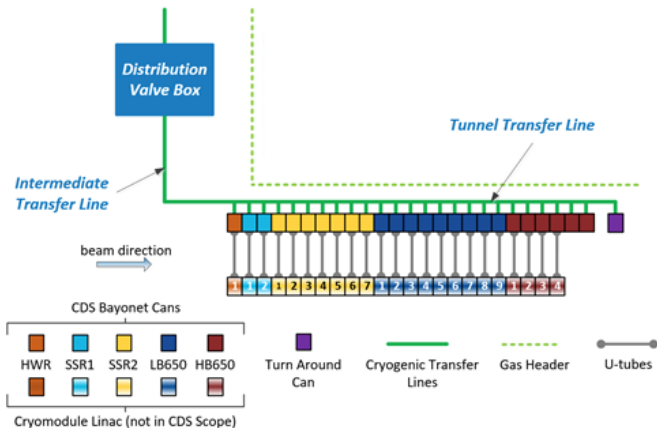 Distribution
Valve Box
Tunnel Transfer Line
Intermediate
Transfer Line
beam direction
1 1 2 1 2 3 4 5 6 7 1 2 3 4 5 6 7 8 9 1 2 3 4
CDS Bayonet Cans
HWR SSR1 SSR2 LB650 HB650
Cryomodule Linac (not in CDS Scope)
Turn Around
Can
Cryogenic Transfer
Lines
Gas Header
U-tubes